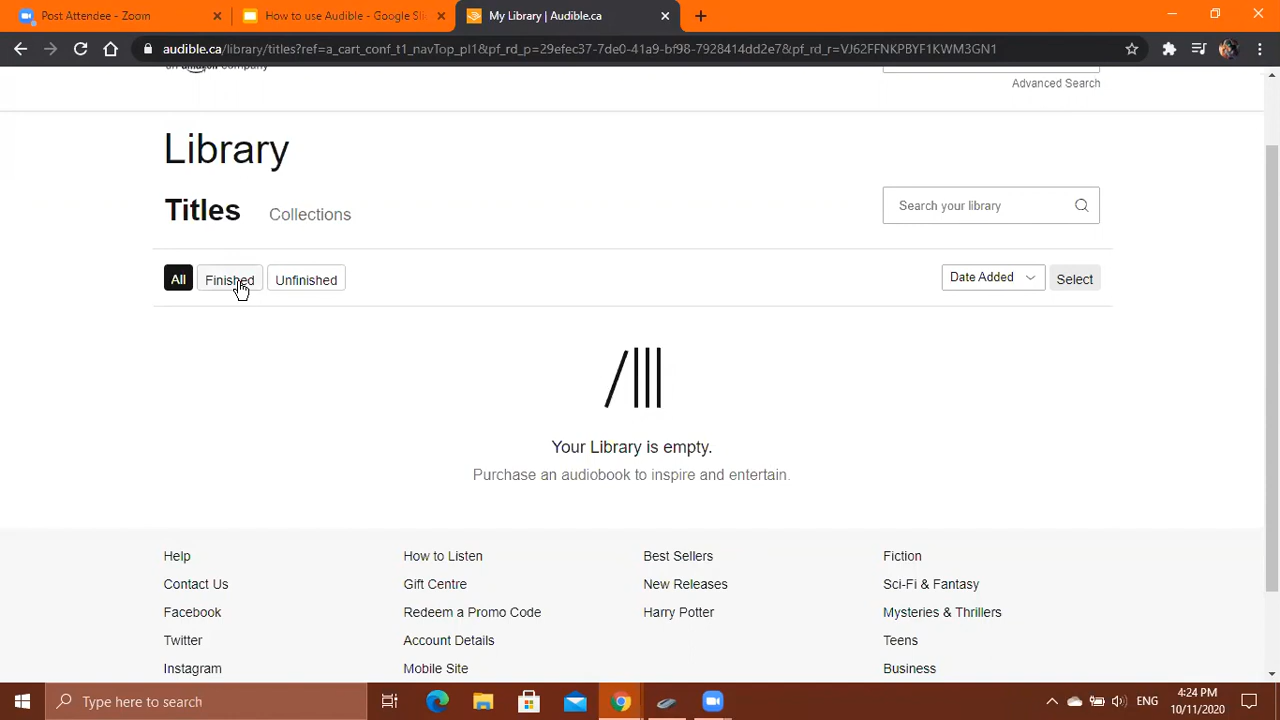 Post Attendee - Zoom
How to use Audible - Google Sli
My Library | Audible.ca
audible.ca/library/titles?ref=a_cart_conf_t1_navTop_pl1&pf_rd_p=29efec37-7de0-41a9-bf98-7928414dd2e7&pf_rd_r=VJ62FFNKPBYF1KWM3GN1
an amazon company
Advanced Search
Library
Titles
Collections
Search your library
All
Finished
Unfinished
Date Added
Select
Your Library is empty.
Purchase an audiobook to inspire and entertain.
Help
How to Listen
Best Sellers
Fiction
Contact Us
Gift Centre
New Releases
Sci-Fi & Fantasy
Facebook
Redeem a Promo Code
Harry Potter
Mysteries & Thrillers
Twitter
Account Details
Teens
Instagram
Mobile Site
Business
Type here to search
ENG
4:24 PM
10/11/2020